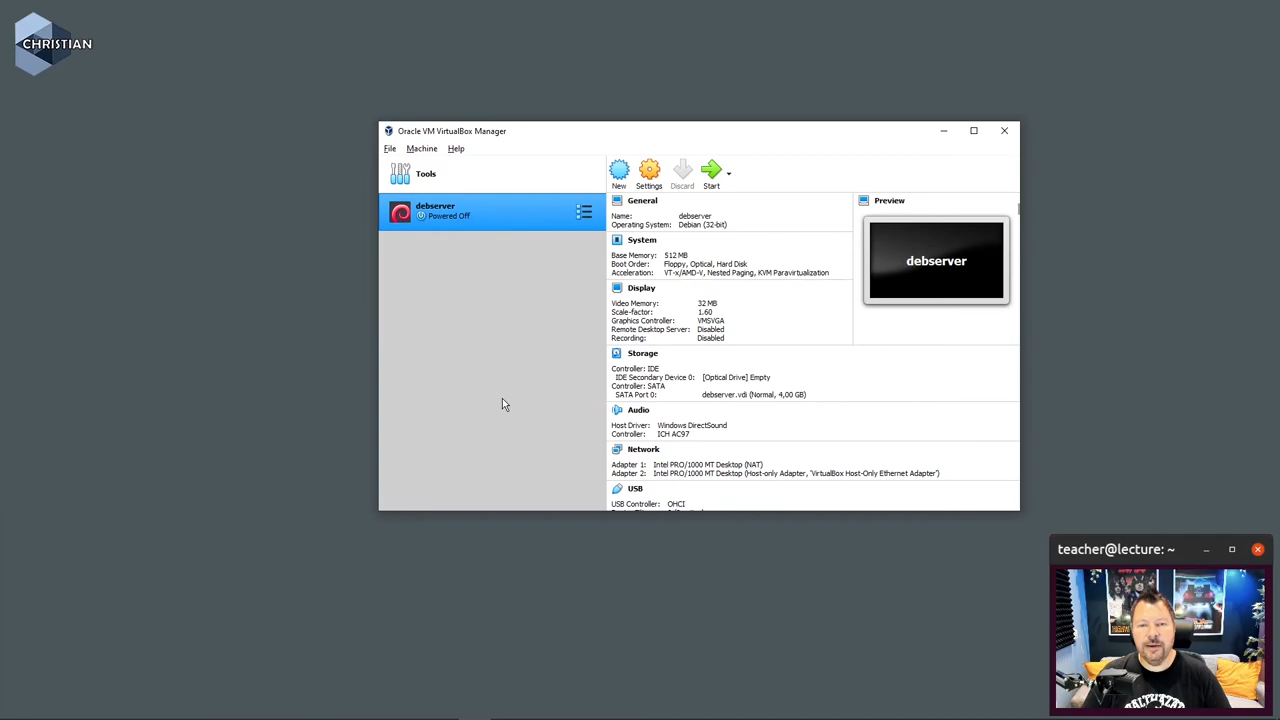 CHRISTIAN
Oracle VM VirtualBox Manager
File Machine Help
Tools
New Settings Discard Start
debserver
Powered Off
General
Name: debserver
Operating System: Debian (32-bit)
System
Base Memory: 512 MB
Boot Order: Floppy, Optical, Hard Disk
Acceleration: VT-x/AMD-V, Nested Paging, KVM Paravirtualization
Display
Video Memory: 32 MB
Scale-factor: 1.60
Graphics Controller: VMSVGA
Remote Desktop Server: Disabled
Recording: Disabled
Preview
debserver
Storage
Controller: IDE
IDE Secondary Device 0: [Optical Drive] Empty
Controller: SATA
SATA Port 0: debserver.vdi (Normal, 4,00 GB)
Audio
Host Driver: Windows DirectSound
Controller: ICH AC97
Network
Adapter 1: Intel PRO/1000 MT Desktop (NAT)
Adapter 2: Intel PRO/1000 MT Desktop (Host-only Adapter, 'VirtualBox Host-Only Ethernet Adapter')
USB
USB Controller: OHCI
teacher@lecture: ~